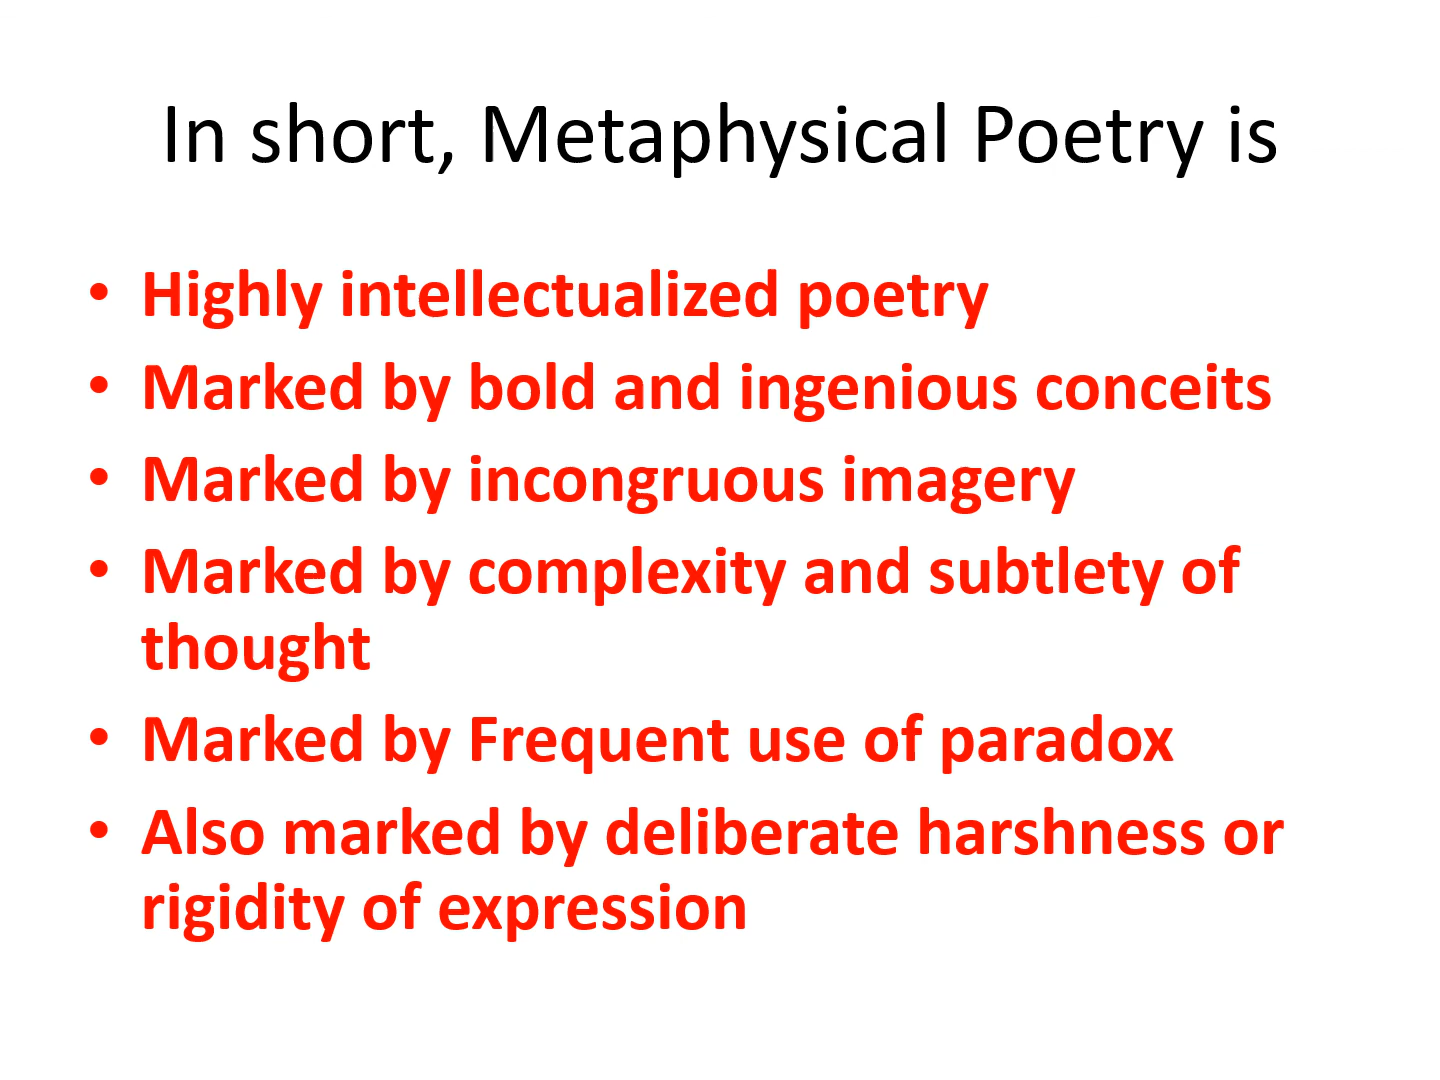 In short, Metaphysical Poetry is
• Highly intellectualized poetry
• Marked by bold and ingenious conceits
• Marked by incongruous imagery
• Marked by complexity and subtlety of
thought
• Marked by Frequent use of paradox
• Also marked by deliberate harshness or
rigidity of expression